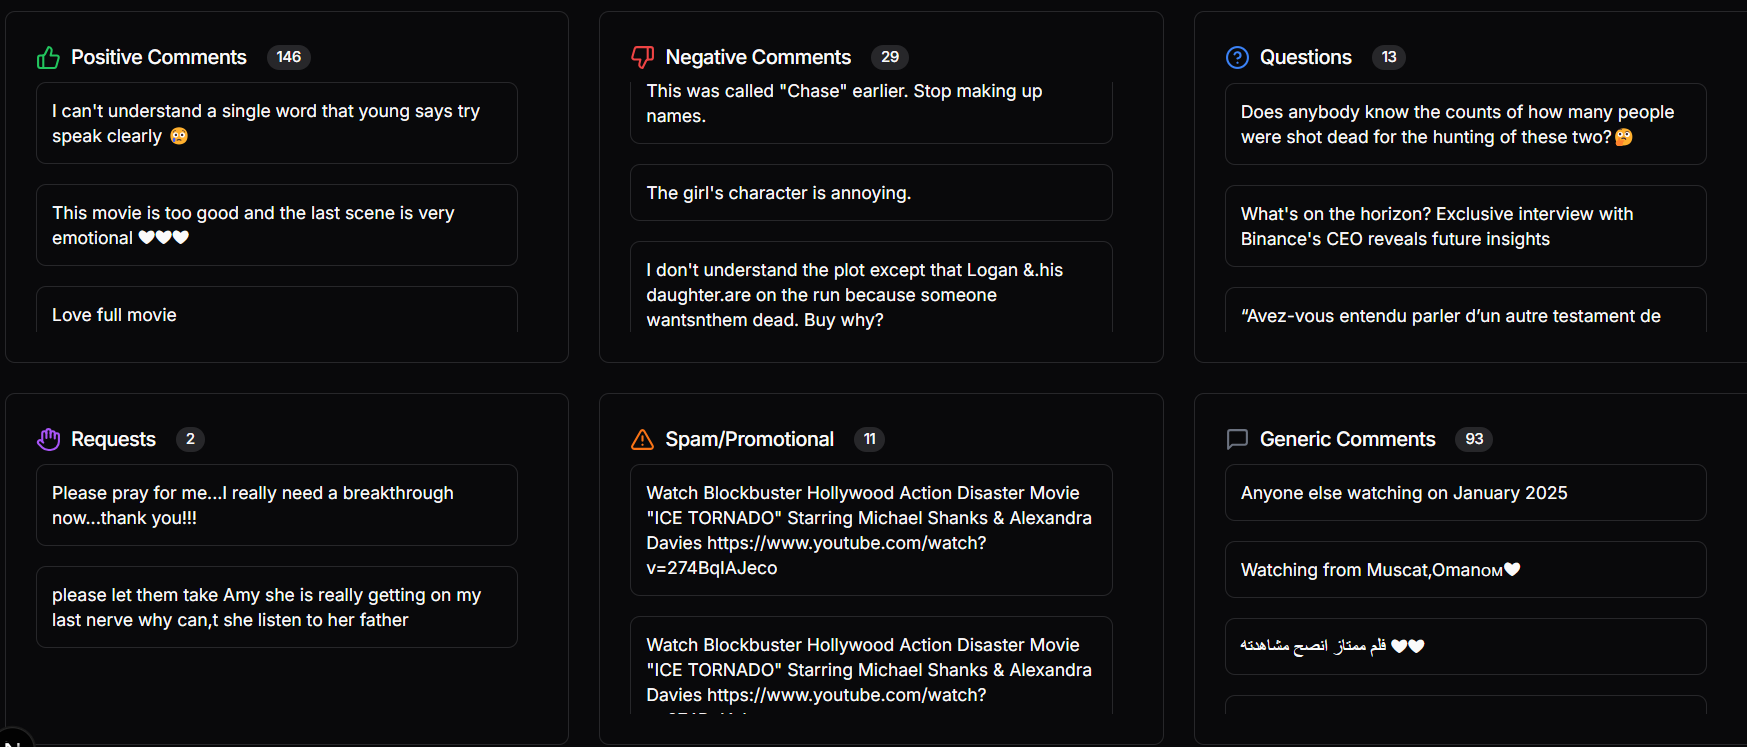 Positive Comments 146
I can't understand a single word that young says try
speak clearly 😢
This movie is too good and the last scene is very
emotional 🤍🤍🤍
Love full movie
Negative Comments 29
This was called "Chase" earlier. Stop making up
names.
The girl's character is annoying.
I don't understand the plot except that Logan &.his
daughter.are on the run because someone
wantsnthem dead. Buy why?
Questions 13
Does anybody know the counts of how many people
were shot dead for the hunting of these two?🤔
What's on the horizon? Exclusive interview with
Binance's CEO reveals future insights
“Avez-vous entendu parler d’un autre testament de
Requests 2
Please pray for me...I really need a breakthrough
now...thank you!!!
please let them take Amy she is really getting on my
last nerve why can,t she listen to her father
Spam/Promotional 11
Watch Blockbuster Hollywood Action Disaster Movie
"ICE TORNADO" Starring Michael Shanks & Alexandra
Davies https://www.youtube.com/watch?
v=274BqIAJeco
Watch Blockbuster Hollywood Action Disaster Movie
"ICE TORNADO" Starring Michael Shanks & Alexandra
Davies https://www.youtube.com/watch?
Generic Comments 93
Anyone else watching on January 2025
Watching from Muscat,Omanᴏᴍ🤍
فلم ممتاز انصح مشاهدته 🤍🤍